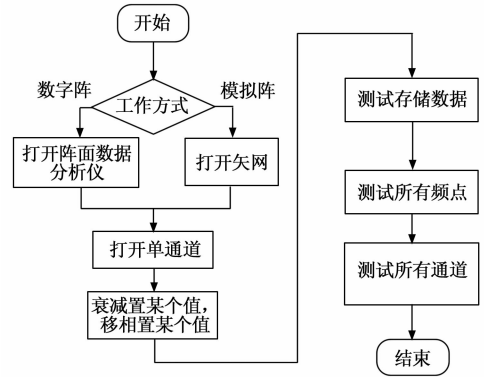 开始
数字阵
模拟阵
工作方式
打开阵面数据
分析仪
打开矢网
打开单通道
衰减置某个值，
移相置某个值
测试存储数据
测试所有频点
测试所有通道
结束